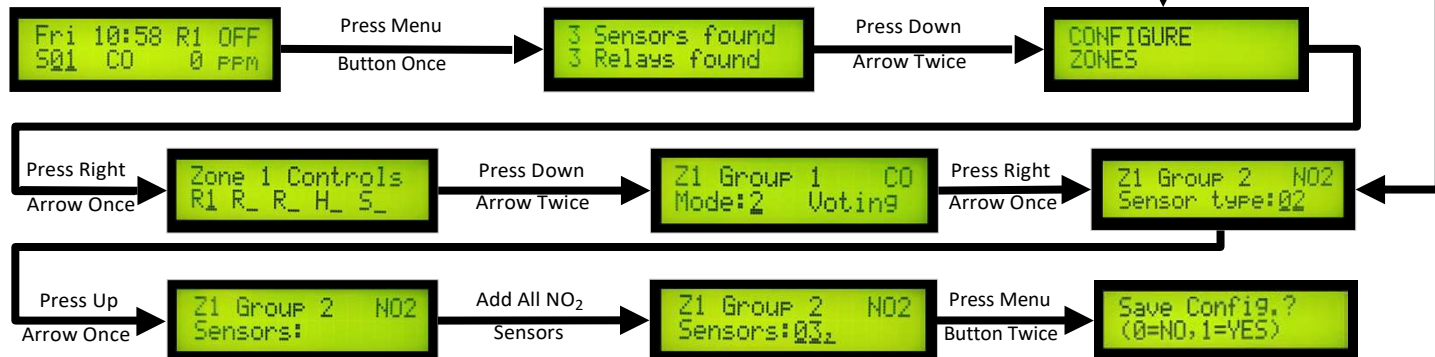 Fri 10:58 R1 OFF
S01 CO 0 PPM
Press Menu
Button Once
3 Sensors found
3 Relays found
Press Down
Arrow Twice
CONFIGURE
ZONES
Press Right
Arrow Once
Zone 1 Controls
R1 R_ R_ H_ S_
Press Down
Arrow Twice
Z1 Group 1 CO
Mode:2 Voting
Press Right
Arrow Once
Z1 Group 2 NO2
Sensor type:02
Press Up
Arrow Once
Z1 Group 2 NO2
Sensors:
Add All NO₂
Sensors
Z1 Group 2 NO2
Sensors:03,
Press Menu
Button Twice
Save Config.?
(0=NO,1=YES)